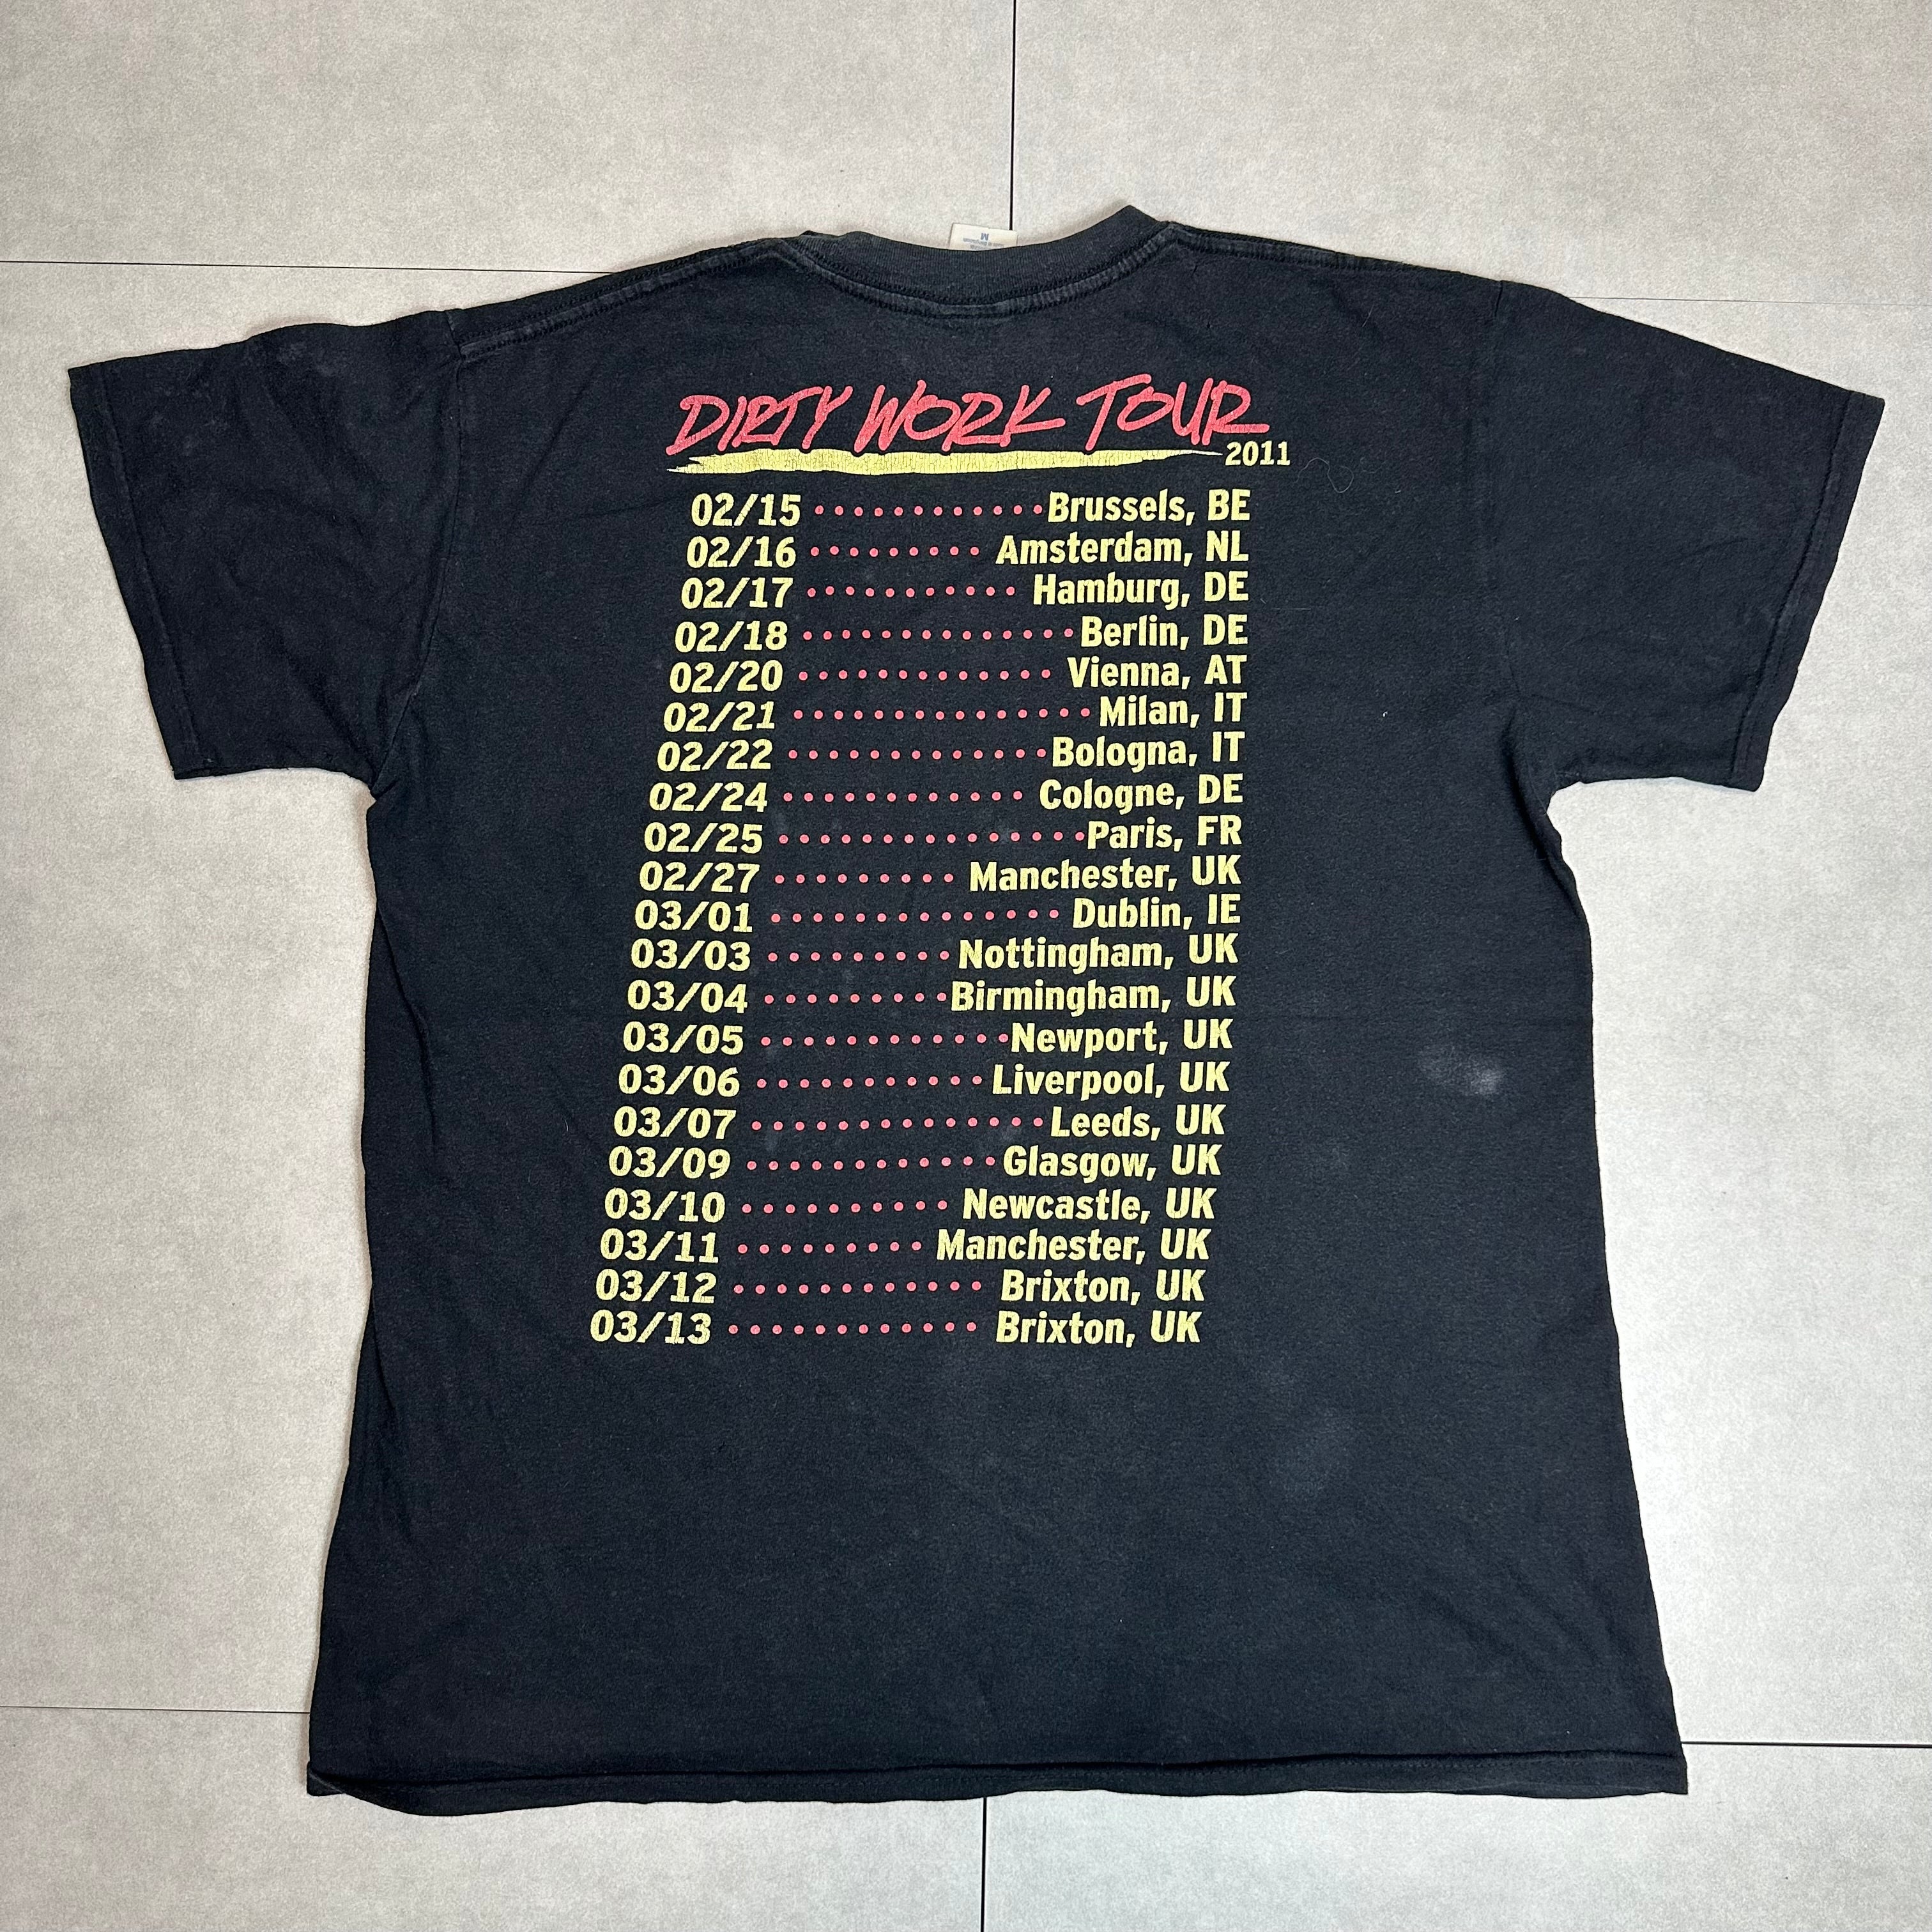 M
DIRTY WORK TOUR
2011
02/15 ············ Brussels, BE
02/16 ········· Amsterdam, NL
02/17 ··········· Hamburg, DE
02/18 ·············· Berlin, DE
02/20 ············· Vienna, AT
02/21 ··············· Milan, IT
02/22 ············· Bologna, IT
02/24 ············ Cologne, DE
02/25 ················ Paris, FR
02/27 ········· Manchester, UK
03/01 ··············· Dublin, IE
03/03 ········· Nottingham, UK
03/04 ·········· Birmingham, UK
03/05 ············· Newport, UK
03/06 ··········· Liverpool, UK
03/07 ··············· Leeds, UK
03/09 ············ Glasgow, UK
03/10 ·········· Newcastle, UK
03/11 ········· Manchester, UK
03/12 ············ Brixton, UK
03/13 ············ Brixton, UK